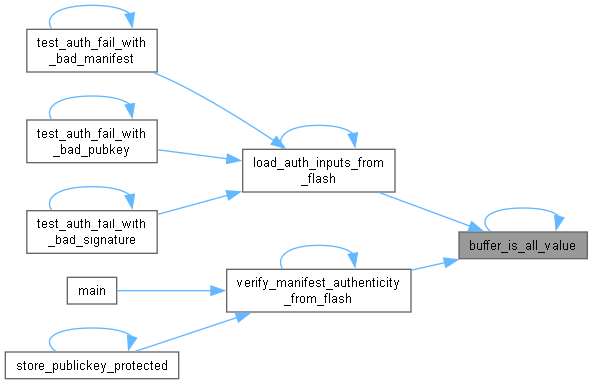 test_auth_fail_with
_bad_manifest
test_auth_fail_with
_bad_pubkey
load_auth_inputs_from
_flash
test_auth_fail_with
_bad_signature
buffer_is_all_value
main
verify_manifest_authenticity
_from_flash
store_publickey_protected